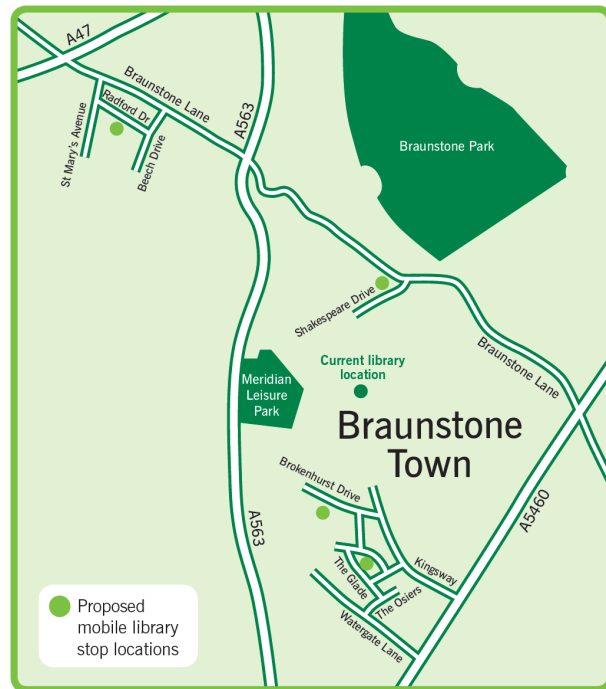 A47
Braunstone Lane
A563
Radford Dr
St Mary's Avenue
Beech Drive
Braunstone Park
Shakespeare Drive
Braunstone Lane
Current library
location
Meridian
Leisure
Park
Braunstone
Town
Brokenhurst Drive
A5460
A563
Kingsway
The Glade
The Osiers
Watergate Lane
Proposed
mobile library
stop locations